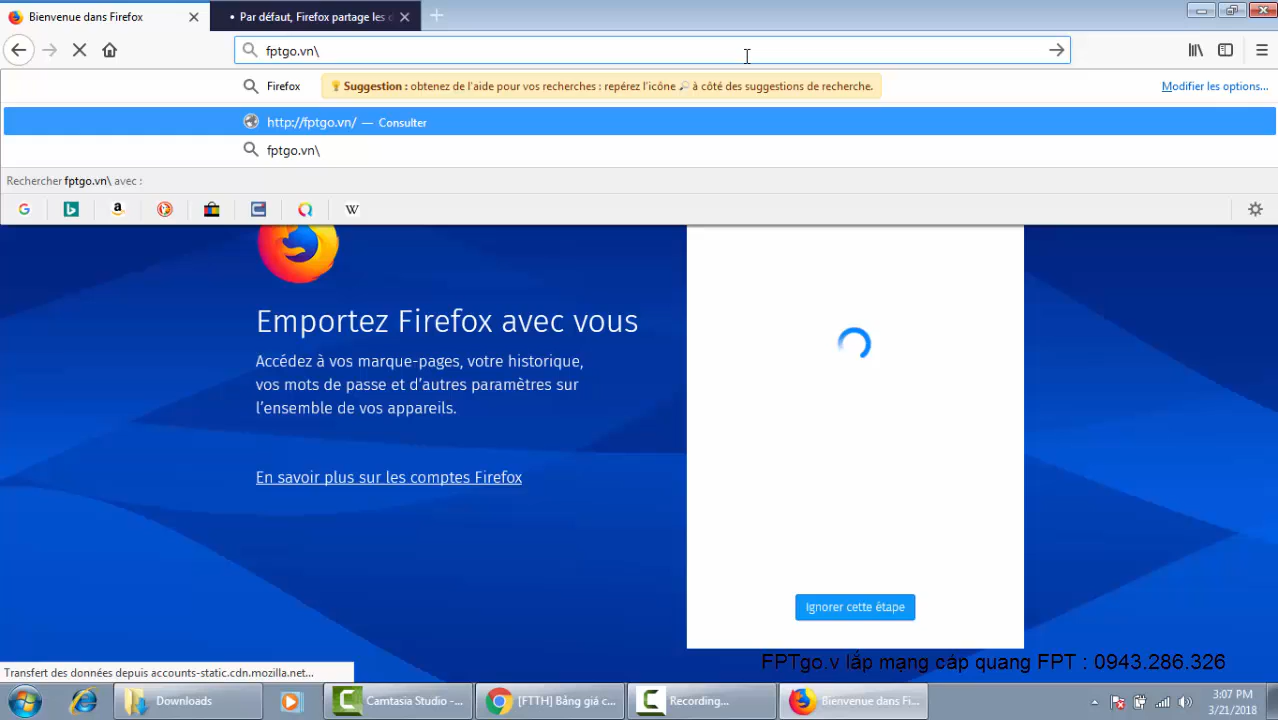 Bienvenue dans Firefox
Par défaut, Firefox partage les d
fptgo.vn\
Firefox
Suggestion : obtenez de l'aide pour vos recherches : repérez l'icône à côté des suggestions de recherche.
Modifier les options...
http://fptgo.vn/ — Consulter
fptgo.vn\
Rechercher fptgo.vn\ avec :
Emportez Firefox avec vous
Accédez à vos marque-pages, votre historique,
vos mots de passe et d'autres paramètres sur
l'ensemble de vos appareils.
En savoir plus sur les comptes Firefox
Ignorer cette étape
FPTgo.v lắp mạng cáp quang FPT : 0943.286.326
Transfert des données depuis accounts-static.cdn.mozilla.net...
Downloads
Camtasia Studio -...
[FTTH] Bảng giá c...
Recording...
Bienvenue dans Fi...
3:07 PM
3/21/2018